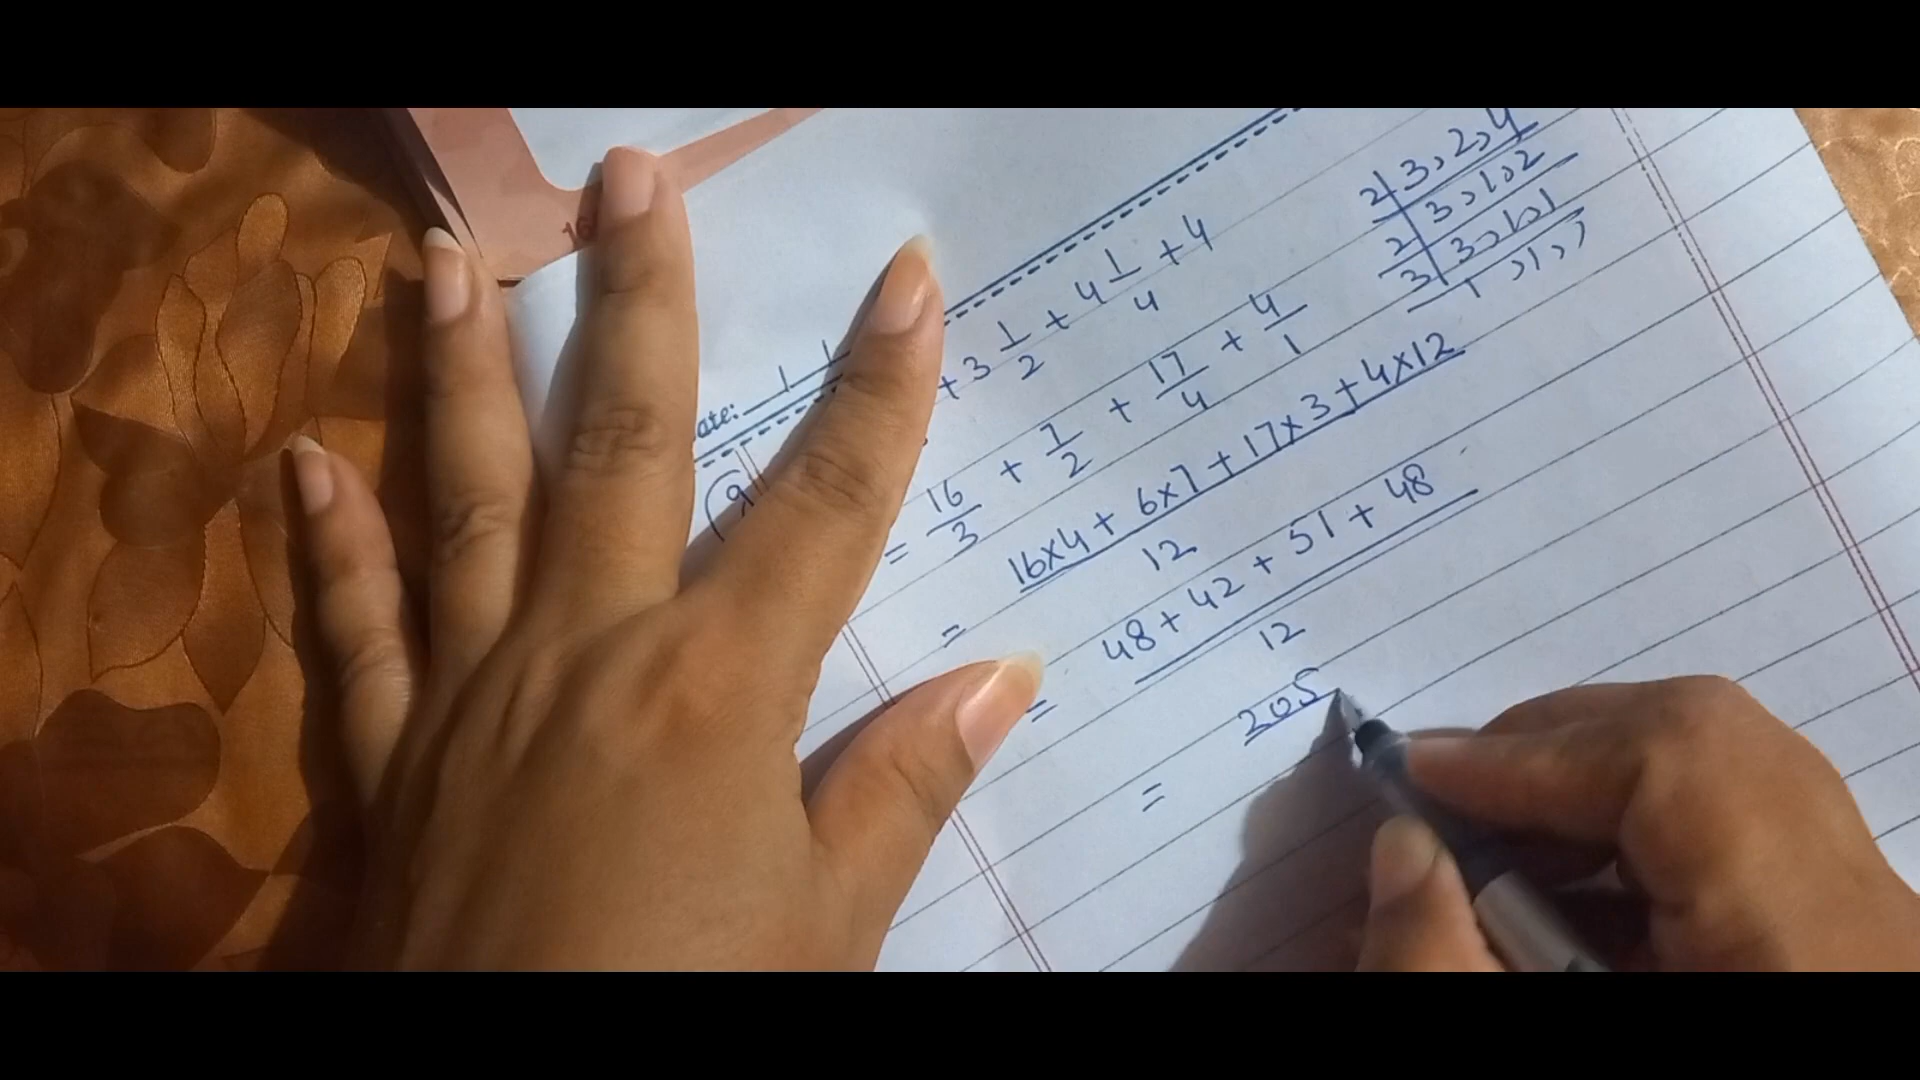 16
ate:
(9
+ 3 1/2 + 4 1/4 + 4
= 16/3 + 7/2 + 17/4 + 4/1
= 16×4 + 6×7 + 17×3 + 4×12
12
= 48 + 42 + 51 + 48
12
= 205
2 | 3, 2, 4
2 | 3, 1, 2
3 | 3, 1, 1
1, 1, 1